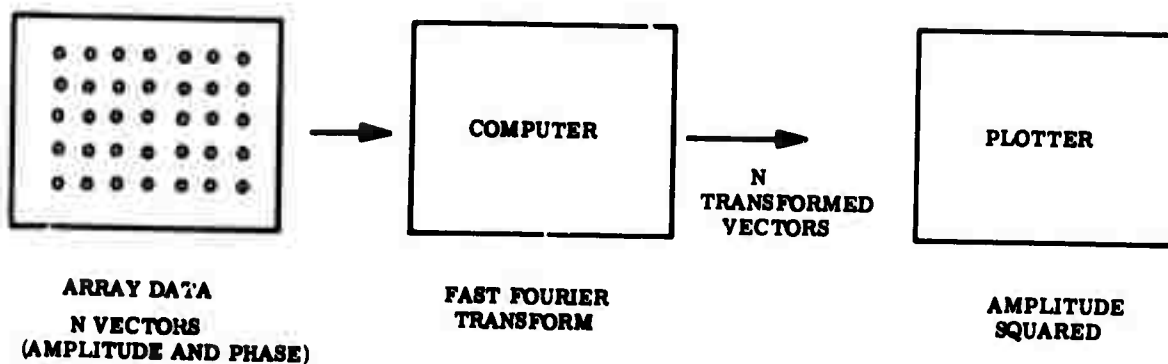 COMPUTER
PLOTTER
N
TRANSFORMED
VECTORS
ARRAY DATA
N VECTORS
(AMPLITUDE AND PHASE)
FAST FOURIER
TRANSFORM
AMPLITUDE
SQUARED